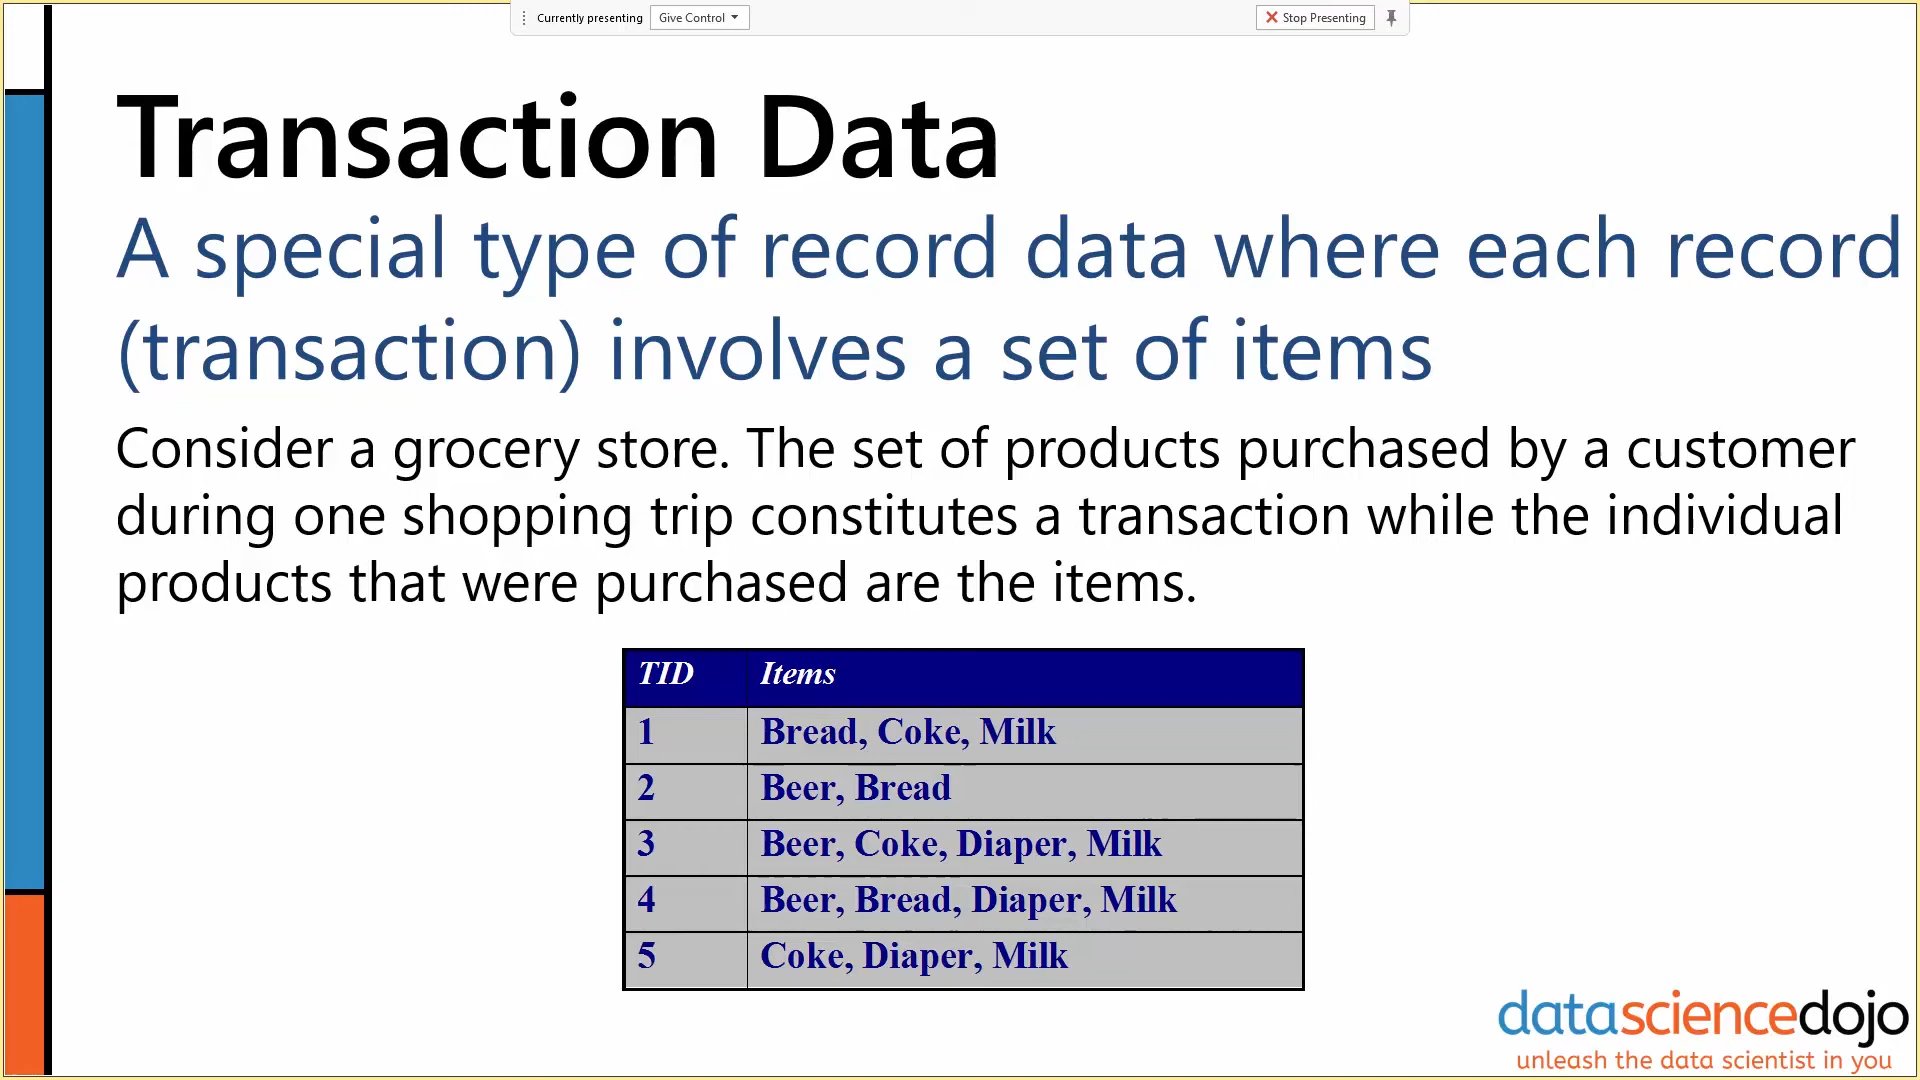 Currently presenting Give Control Stop Presenting
Transaction Data
A special type of record data where each record
(transaction) involves a set of items
Consider a grocery store. The set of products purchased by a customer
during one shopping trip constitutes a transaction while the individual
products that were purchased are the items.
TID Items
1 Bread, Coke, Milk
2 Beer, Bread
3 Beer, Coke, Diaper, Milk
4 Beer, Bread, Diaper, Milk
5 Coke, Diaper, Milk
datasciencedojo
unleash the data scientist in you